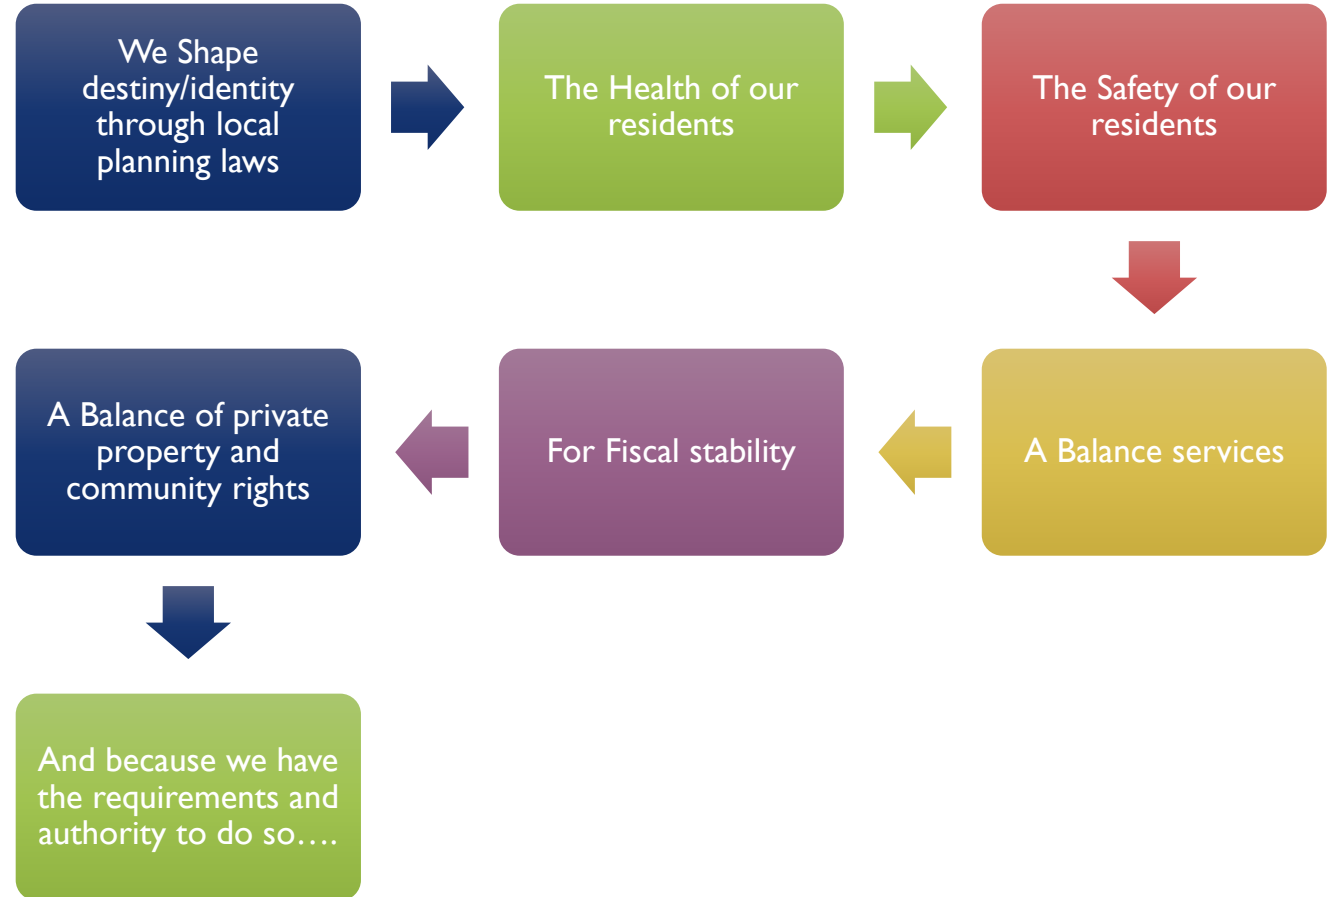 We Shape
destiny/identity
through local
planning laws
The Health of our
residents
The Safety of our
residents
A Balance services
For Fiscal stability
A Balance of private
property and
community rights
And because we have
the requirements and
authority to do so….